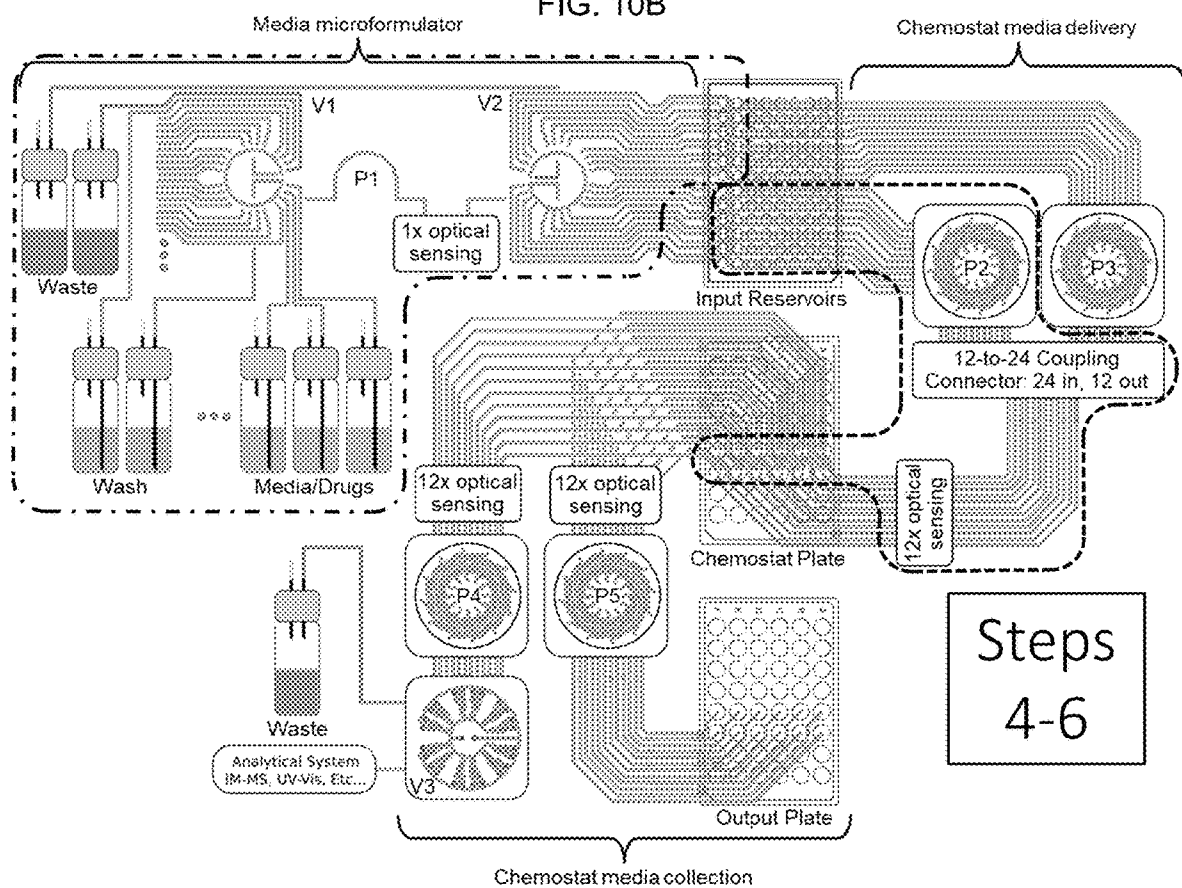 FIG. 10B
Media microformulator
Chemostat media delivery
V1
V2
P1
1x optical
sensing
Waste
Input Reservoirs
P2
P3
12-to-24 Coupling
Connector: 24 in, 12 out
Wash
Media/Drugs
12x optical
sensing
12x optical
sensing
12x optical
sensing
Chemostat Plate
P4
P5
Steps
4-6
Waste
Analytical System
IM-MS, UV-Vis, Etc...
V3
Output Plate
Chemostat media collection